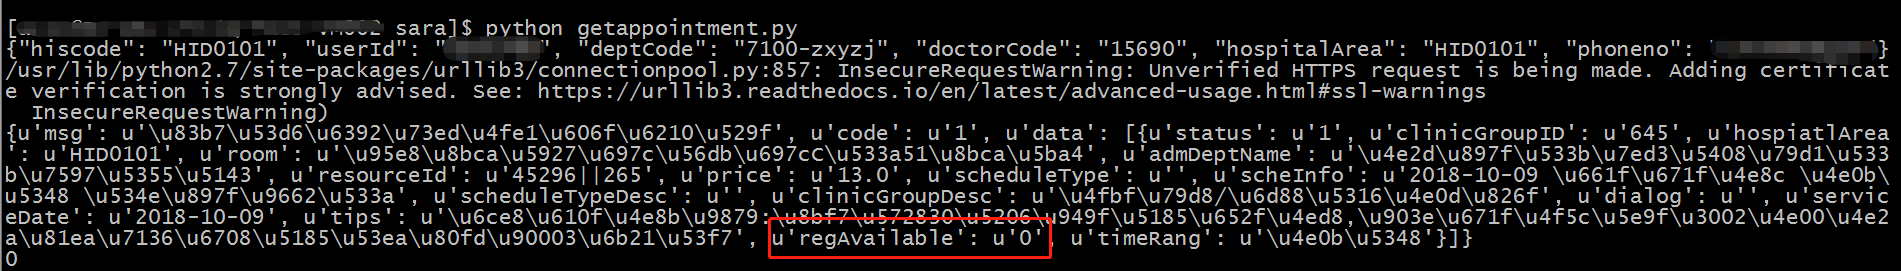 sara]$ python getappointment.py
{"hiscode": "HID0101", "userId": " ", "deptCode": "7100-zxyzj", "doctorCode": "15690", "hospitalArea": "HID0101", "phoneno": }
/usr/lib/python2.7/site-packages/urllib3/connectionpool.py:857: InsecureRequestWarning: Unverified HTTPS request is being made. Adding certificat
e verification is strongly advised. See: https://urllib3.readthedocs.io/en/latest/advanced-usage.html#ssl-warnings
  InsecureRequestWarning)
{u'msg': u'\u83b7\u53d6\u6392\u73ed\u4fe1\u606f\u6210\u529f', u'code': u'1', u'data': [{u'status': u'1', u'clinicGroupID': u'645', u'hospiatlArea
': u'HID0101', u'room': u'\u95e8\u8bca\u5927\u697c\u56db\u697cC\u533a51\u8bca\u5ba4', u'admDeptName': u'\u4e2d\u897f\u533b\u7ed3\u5408\u79d1\u533
b\u7597\u5355\u5143', u'resourceId': u'45296||265', u'price': u'13.0', u'scheduleType': u'', u'scheInfo': u'2018-10-09 \u661f\u671f\u4e8c \u4e0b\
u5348 \u534e\u897f\u9662\u533a', u'scheduleTypeDesc': u'', u'clinicGroupDesc': u'\u4fbf\u79d8/\u6d88\u5316\u4e0d\u826f', u'dialog': u'', u'servic
eDate': u'2018-10-09', u'tips': u'\u6ce8\u610f\u4e8b\u9879:\u8bf7\u572830\u5206\u949f\u5185\u652f\u4ed8,\u903e\u671f\u4f5c\u5e9f\u3002\u4e00\u4e2
a\u81ea\u7136\u6708\u5185\u53ea\u80fd\u90003\u6b21\u53f7', u'regAvailable': u'0', u'timeRang': u'\u4e0b\u5348'}]}
0